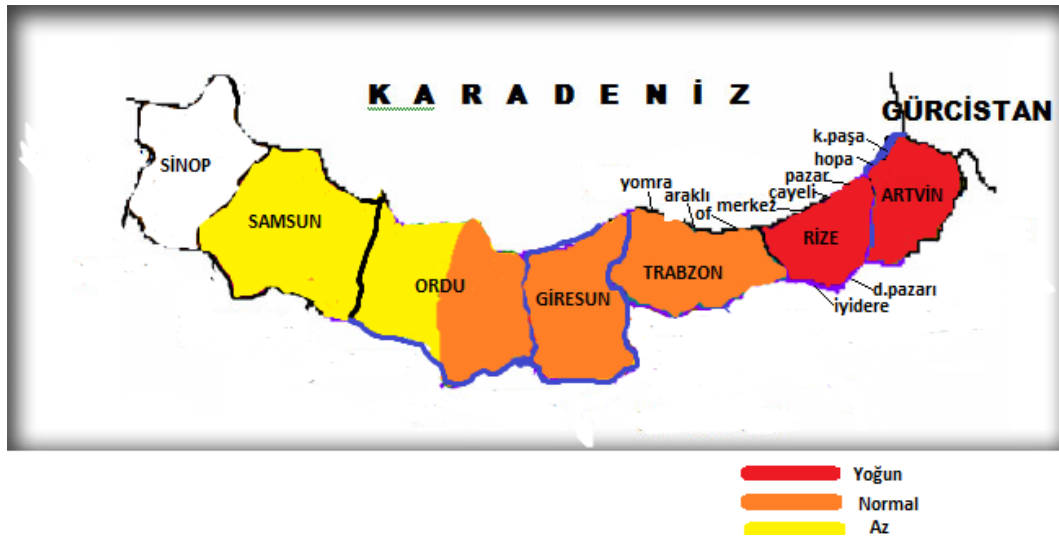 K A R A D E N İ Z
GÜRCİSTAN
k.paşa
hopa
pazar
çayeli
merkez
of
araklı
yomra
SİNOP
SAMSUN
ORDU
GİRESUN
TRABZON
RİZE
ARTVİN
d.pazarı
iyidere
Yoğun
Normal
Az